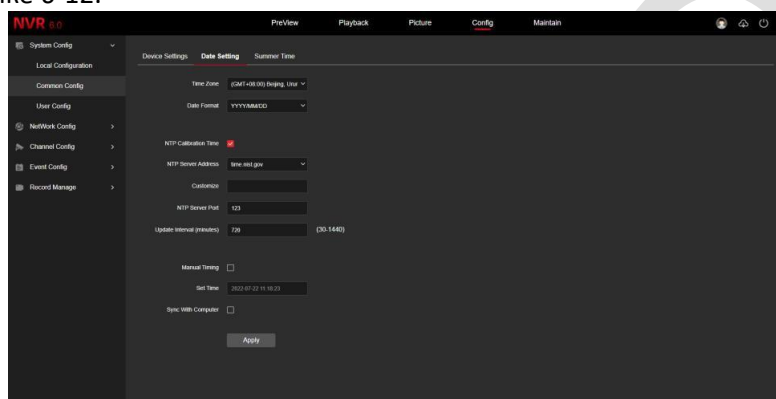 NVR 6.0
PreView Playback Picture Config Maintain
System Config
Local Configuration
Common Config
User Config
NetWork Config
Channel Config
Event Config
Record Manage
Device Settings Date Setting Summer Time
Time Zone (GMT+08:00) Beijing, Urur
Date Format YYYY/MM/DD
NTP Calibration Time
NTP Server Address time.nist.gov
Customize
NTP Server Port 123
Update Interval (minutes) 720 (30-1440)
Manual Timing
Set Time 2022-07-22 11:18:23
Sync With Computer
Apply